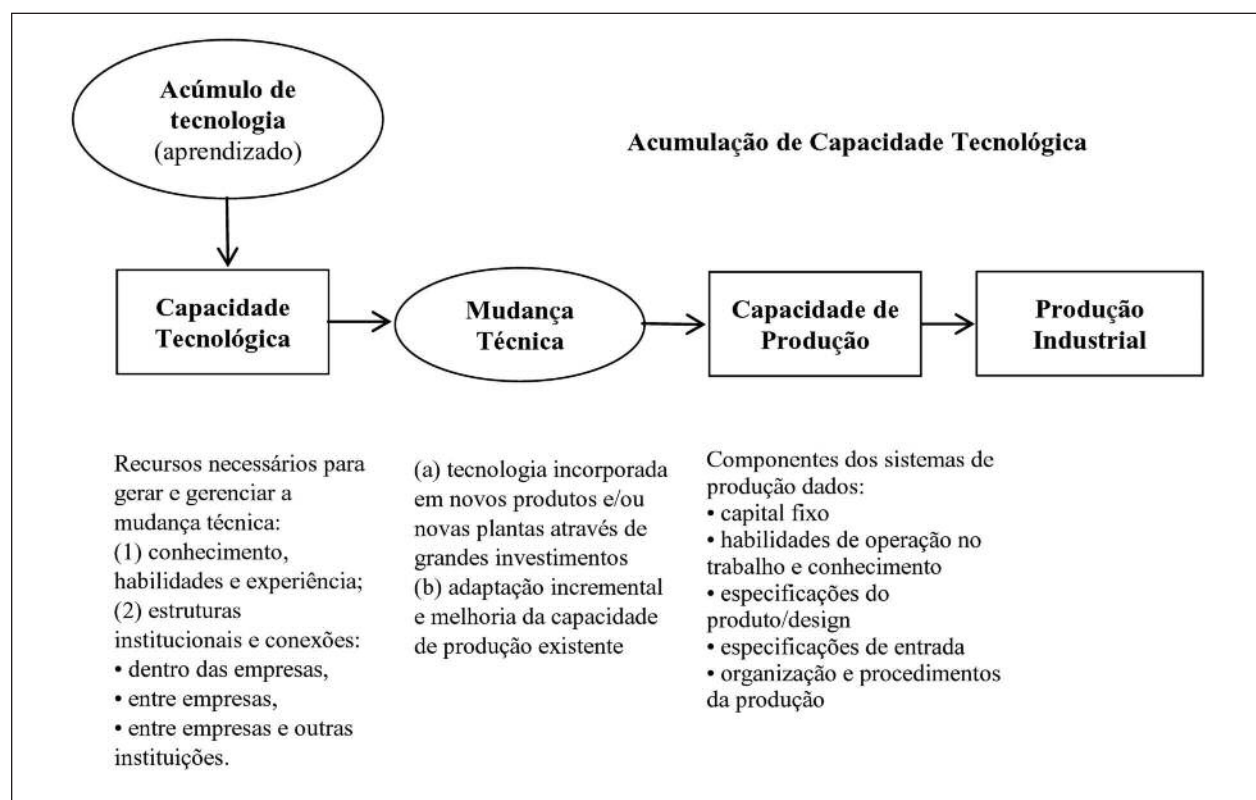 Acúmulo de
tecnologia
(aprendizado)
Acumulação de Capacidade Tecnológica
Capacidade
Tecnológica
Mudança
Técnica
Capacidade de
Produção
Produção
Industrial
Recursos necessários para
gerar e gerenciar a
mudança técnica:
(1) conhecimento,
habilidades e experiência;
(2) estruturas
institucionais e conexões:
• dentro das empresas,
• entre empresas,
• entre empresas e outras
instituições.
(a) tecnologia incorporada
em novos produtos e/ou
novas plantas através de
grandes investimentos
(b) adaptação incremental
e melhoria da capacidade
de produção existente
Componentes dos sistemas de
produção dados:
• capital fixo
• habilidades de operação no
trabalho e conhecimento
• especificações do
produto/design
• especificações de entrada
• organização e procedimentos
da produção